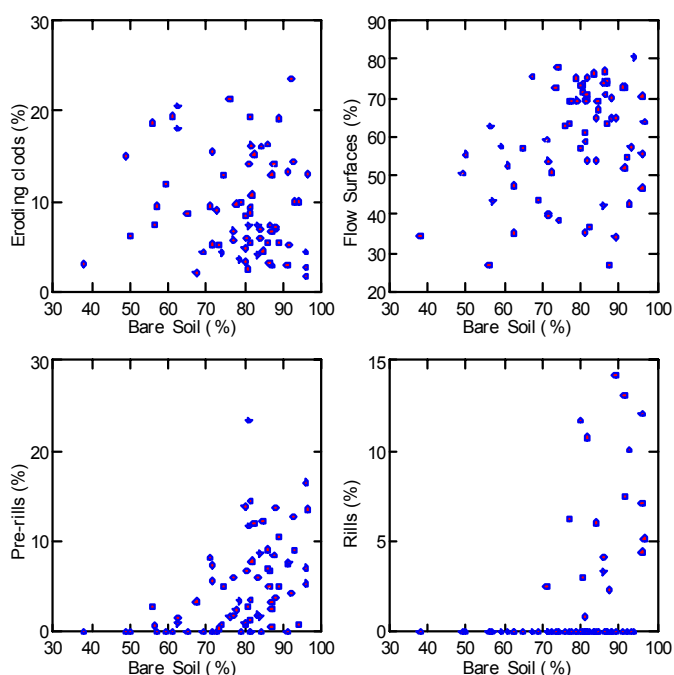 30
20
10
0
Eroding clods (%)
30 40 50 60 70 80 90 100
Bare Soil (%)
90
80
70
60
50
40
30
20
Flow Surfaces (%)
30 40 50 60 70 80 90 100
Bare Soil (%)
30
20
10
0
Pre-rills (%)
30 40 50 60 70 80 90 100
Bare Soil (%)
15
10
5
0
Rills (%)
30 40 50 60 70 80 90 100
Bare Soil (%)